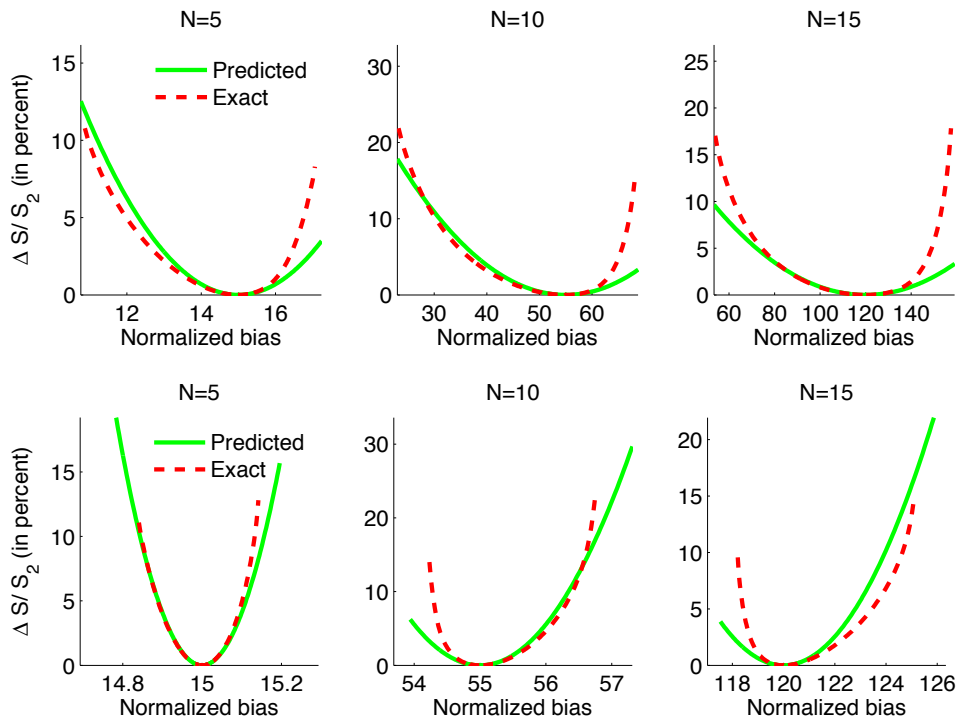 N=5
N=10
N=15
Δ S/ S_2 (in percent)
15
10
5
0
12
14
16
Normalized bias
Predicted
Exact
30
20
10
0
30
40
50
60
Normalized bias
25
20
15
10
5
0
60
80
100
120
140
Normalized bias
N=5
N=10
N=15
Δ S/ S_2 (in percent)
15
10
5
0
14.8
15
15.2
Normalized bias
Predicted
Exact
30
20
10
0
54
55
56
57
Normalized bias
20
15
10
5
0
118
120
122
124
126
Normalized bias